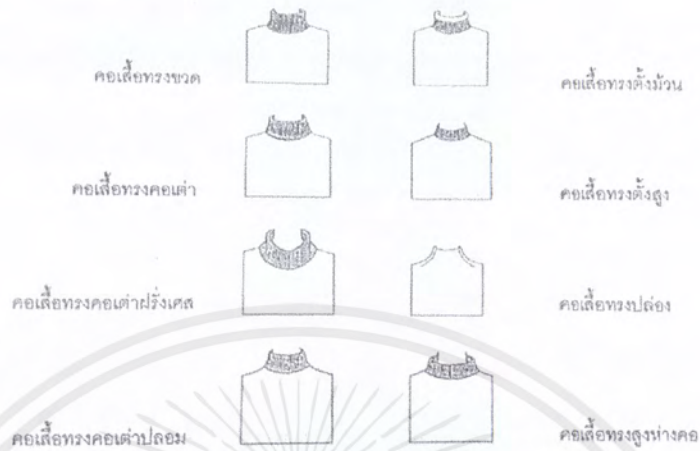 คอเสื้อทรงขวด
คอเสื้อทรงตั้งม้วน
คอเสื้อทรงคอเต่า
คอเสื้อทรงตั้งสูง
คอเสื้อทรงคอเต่าฝรั่งเศส
คอเสื้อทรงปล่อง
คอเสื้อทรงคอเต่าปลอม
คอเสื้อทรงสูงห่างคอ